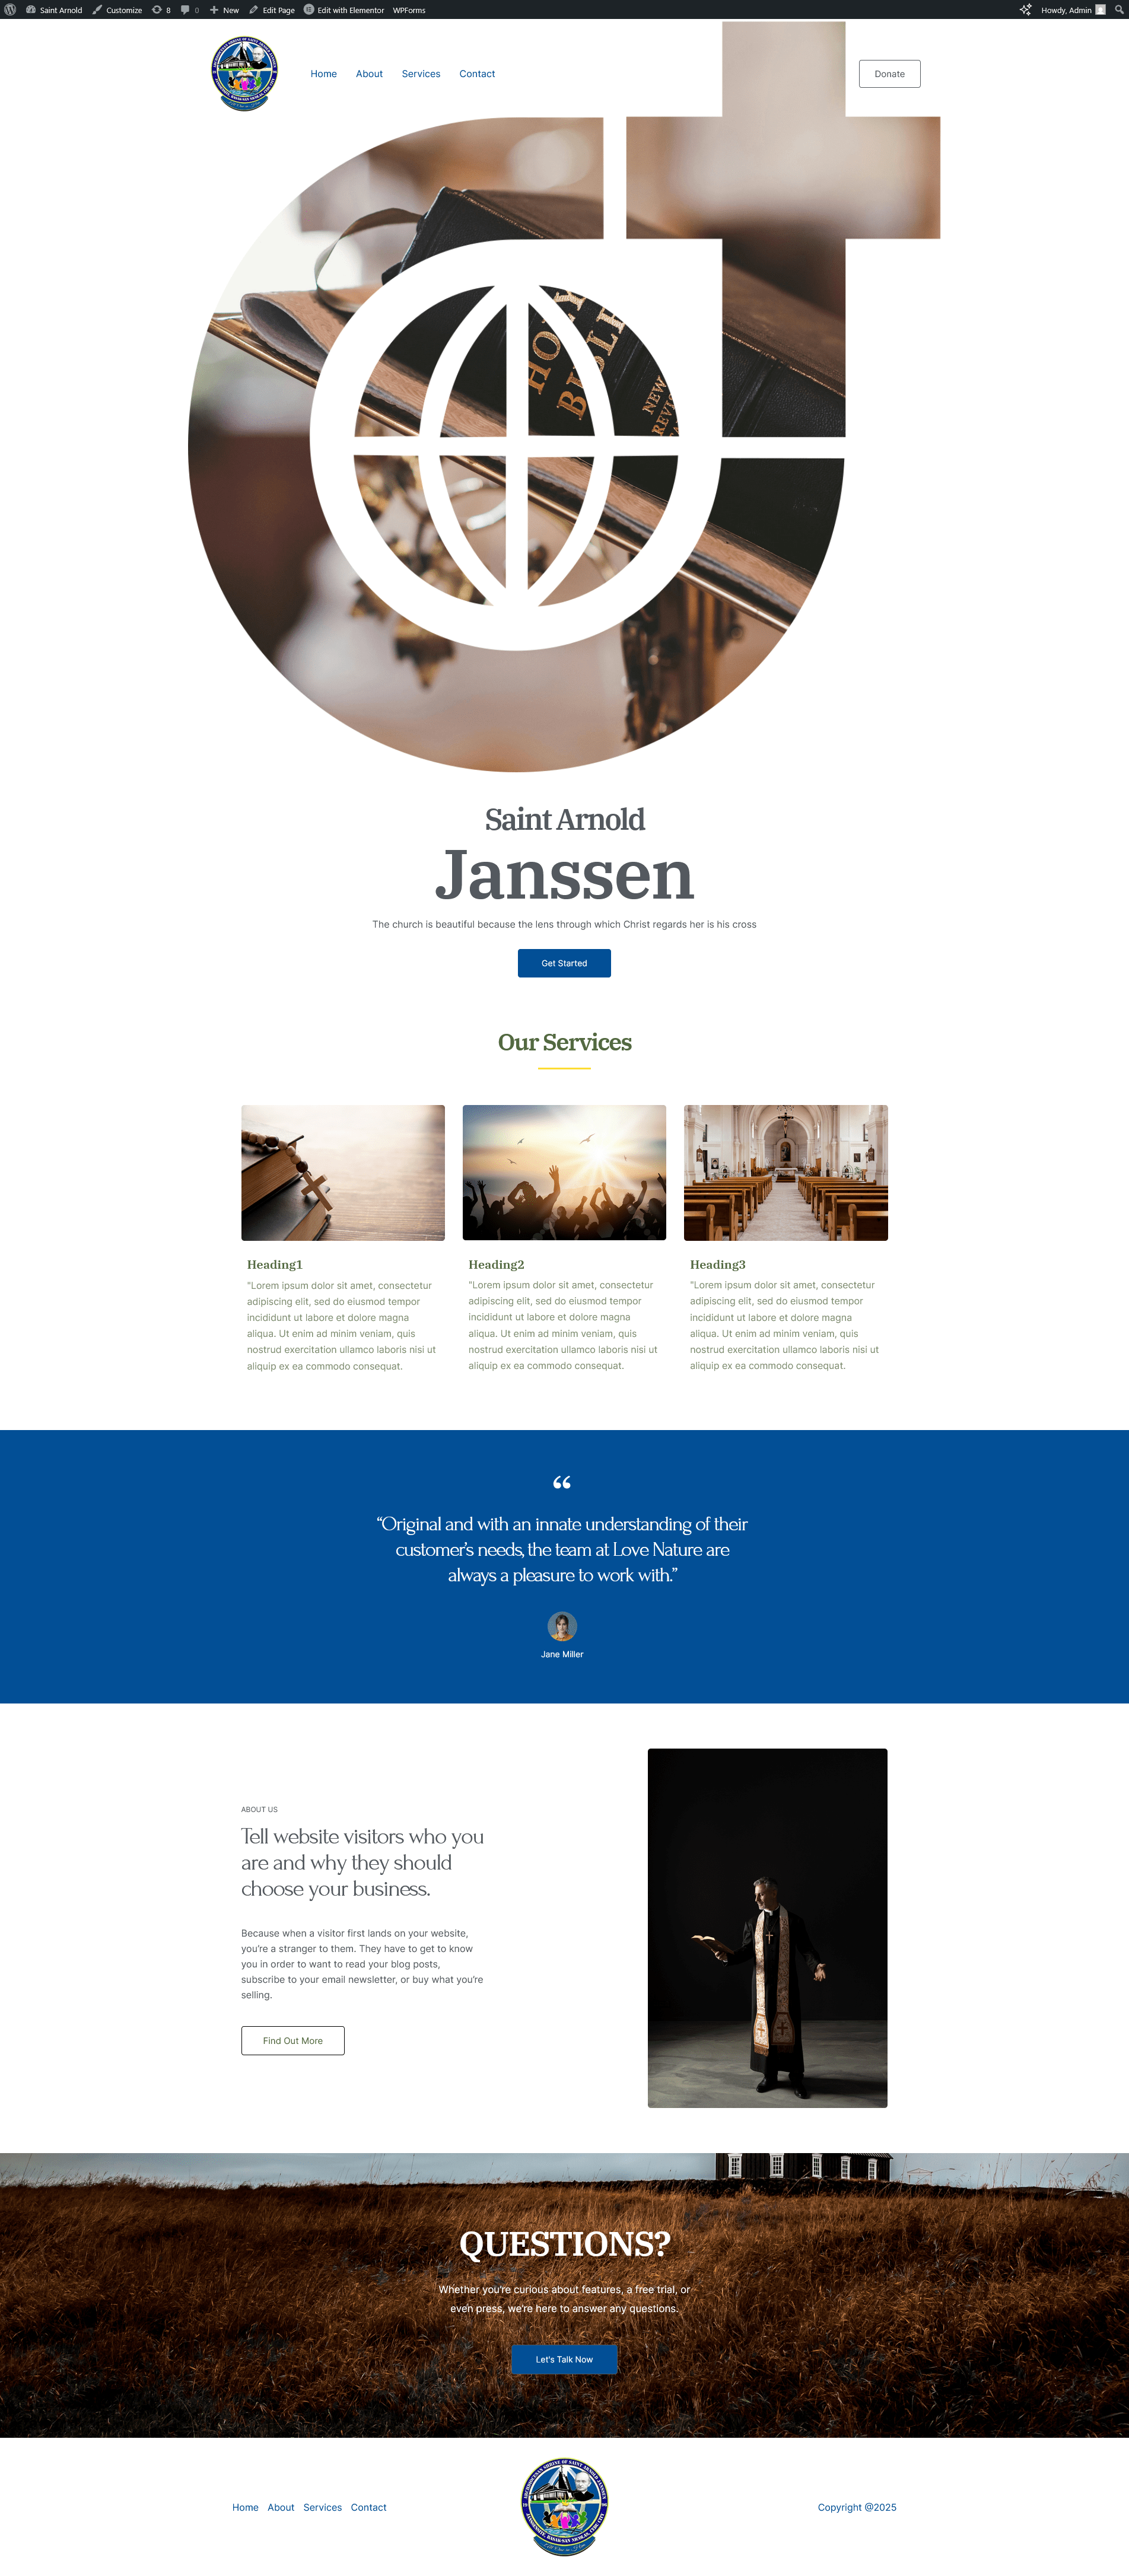 Saint Arnold Customize 8 0 New Edit Page Edit with Elementor WPForms Howdy, Admin
Home About Services Contact Donate
HOLY
BIBLE
NEW
Saint Arnold
Janssen
The church is beautiful because the lens through which Christ regards her is his cross
Get Started
Our Services
Heading1
"Lorem ipsum dolor sit amet, consectetur
adipiscing elit, sed do eiusmod tempor
incididunt ut labore et dolore magna
aliqua. Ut enim ad minim veniam, quis
nostrud exercitation ullamco laboris nisi ut
aliquip ex ea commodo consequat.
Heading2
"Lorem ipsum dolor sit amet, consectetur
adipiscing elit, sed do eiusmod tempor
incididunt ut labore et dolore magna
aliqua. Ut enim ad minim veniam, quis
nostrud exercitation ullamco laboris nisi ut
aliquip ex ea commodo consequat.
Heading3
"Lorem ipsum dolor sit amet, consectetur
adipiscing elit, sed do eiusmod tempor
incididunt ut labore et dolore magna
aliqua. Ut enim ad minim veniam, quis
nostrud exercitation ullamco laboris nisi ut
aliquip ex ea commodo consequat.
“Original and with an innate understanding of their
customer’s needs, the team at Love Nature are
always a pleasure to work with.”
Jane Miller
ABOUT US
Tell website visitors who you
are and why they should
choose your business.
Because when a visitor first lands on your website,
you’re a stranger to them. They have to get to know
you in order to want to read your blog posts,
subscribe to your email newsletter, or buy what you’re
selling.
Find Out More
QUESTIONS?
Whether you’re curious about features, a free trial, or
even press, we’re here to answer any questions.
Let's Talk Now
Home About Services Contact
Copyright @2025